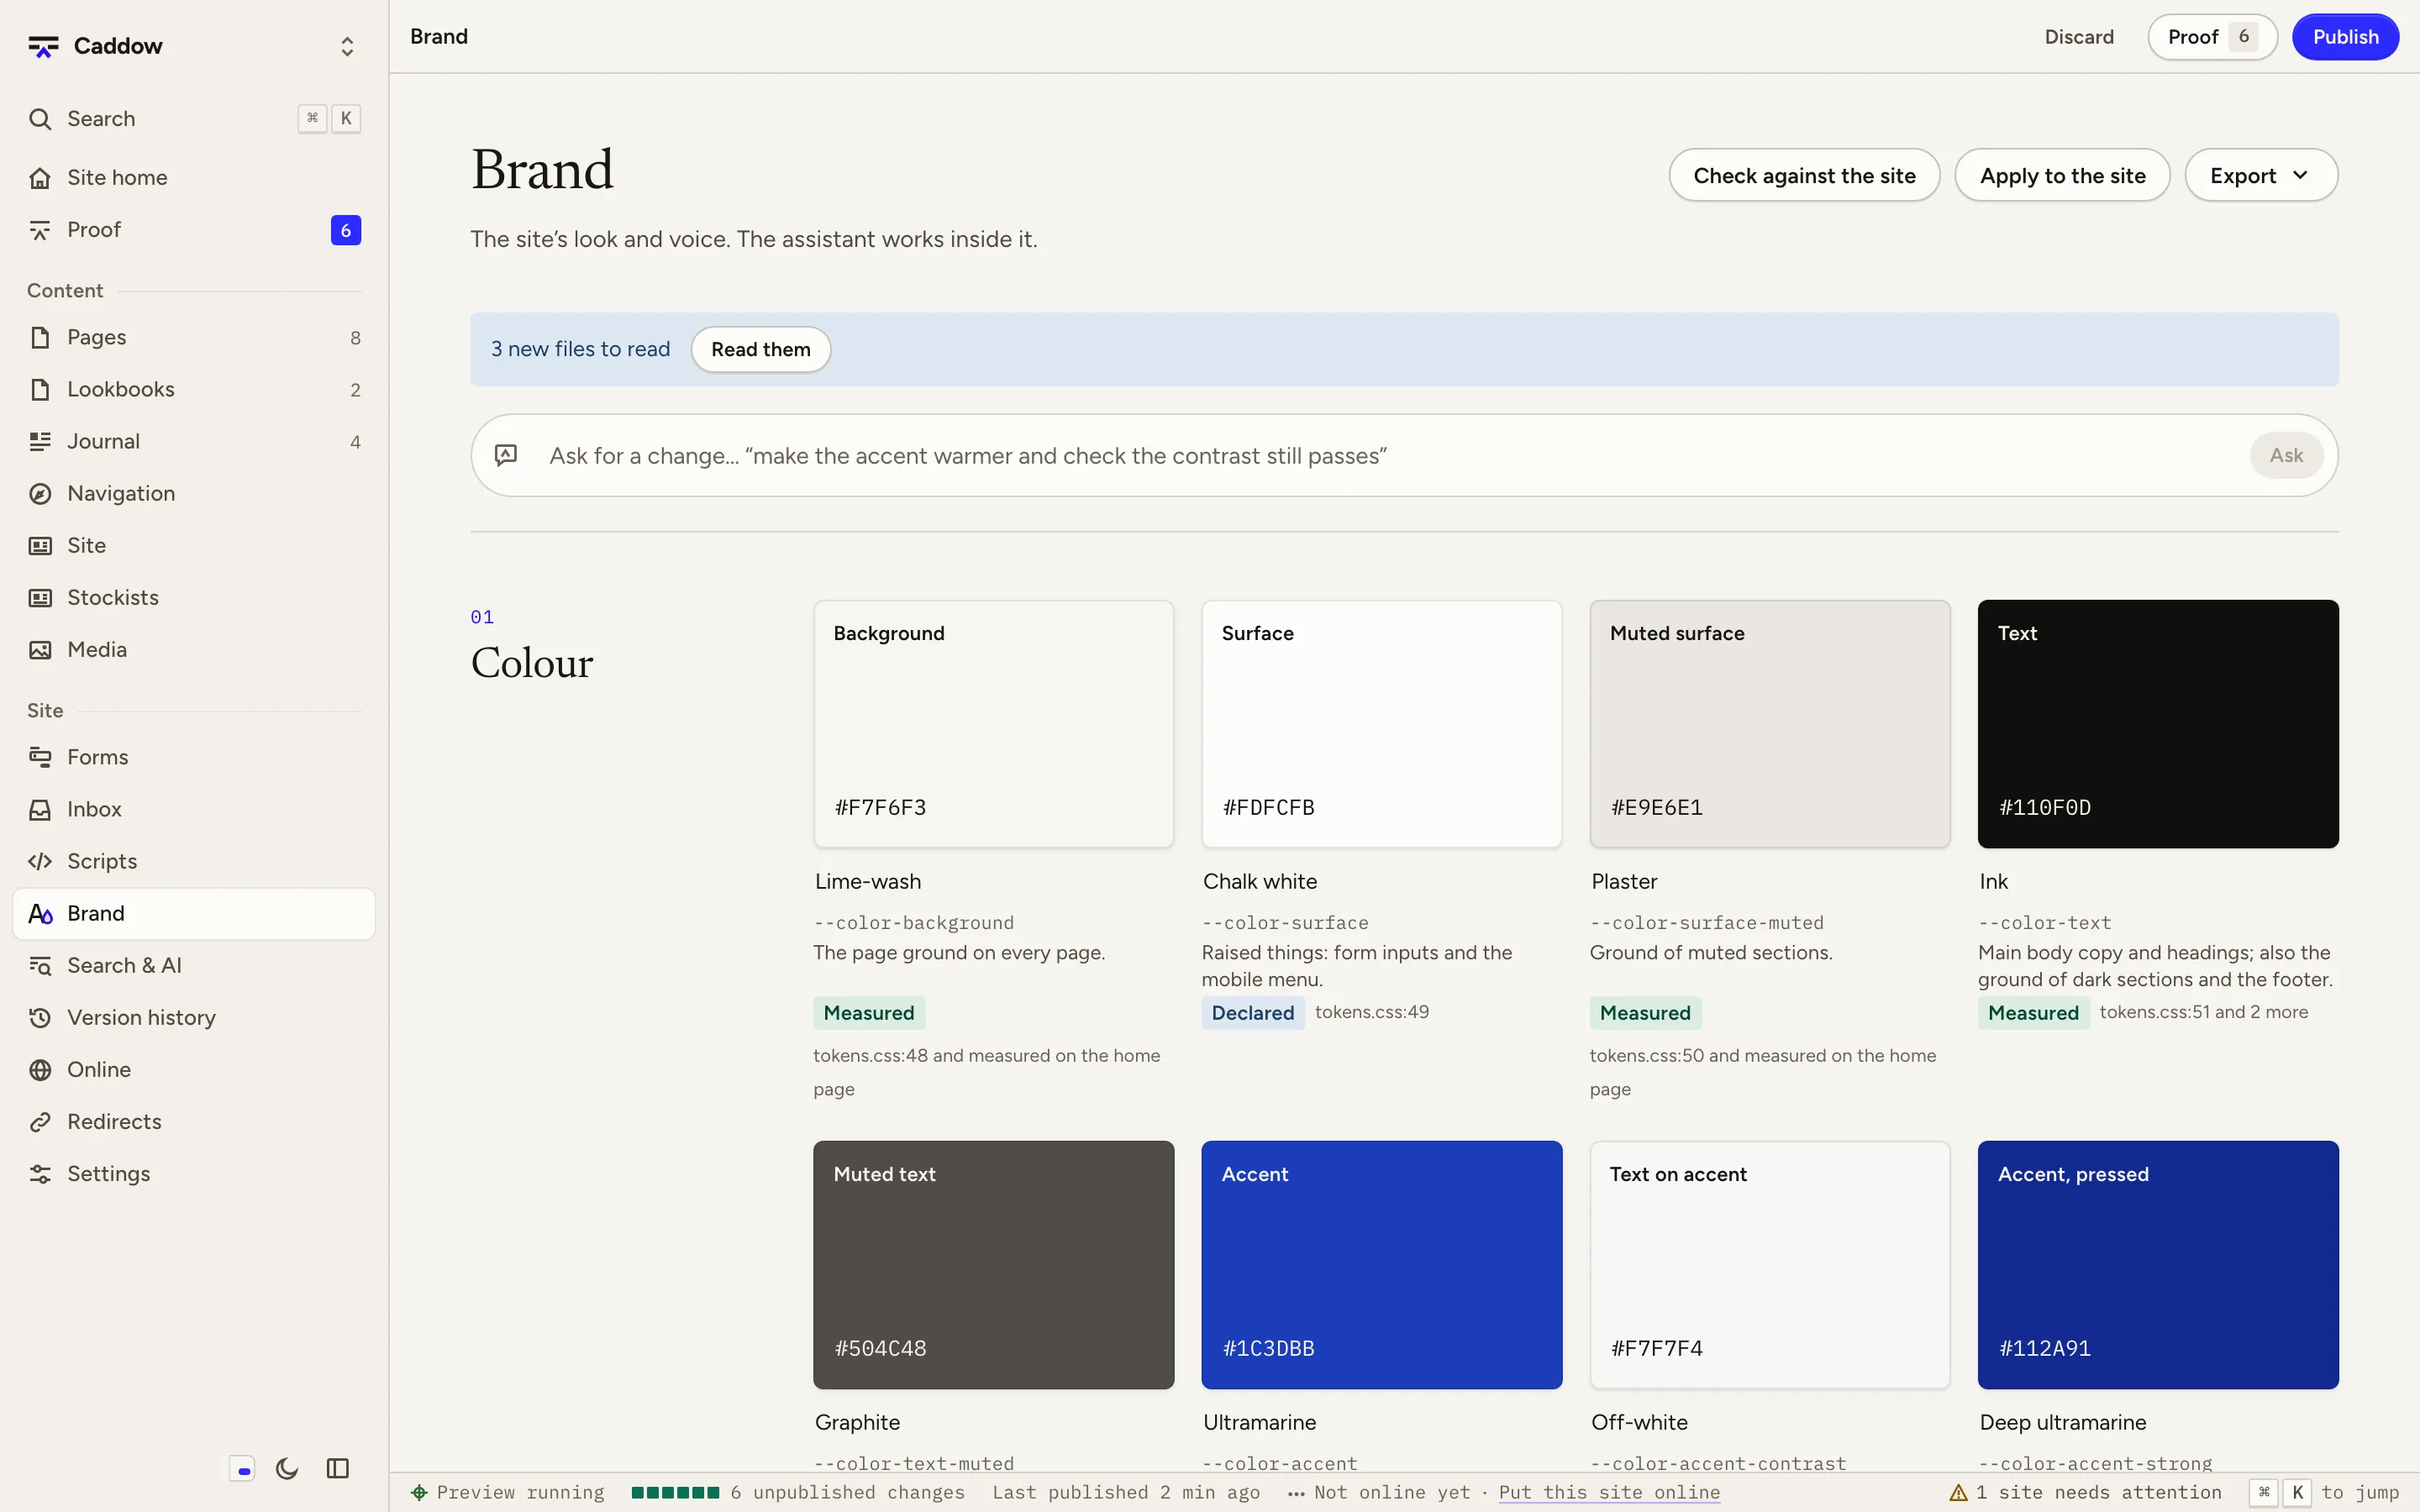 Caddow
Search ⌘ K
Site home
Proof 6
Content
Pages 8
Lookbooks 2
Journal 4
Navigation
Site
Stockists
Media
Site
Forms
Inbox
Scripts
Brand
Search & AI
Version history
Online
Redirects
Settings
Brand
Discard
Proof 6
Publish
Brand
Check against the site
Apply to the site
Export
The site’s look and voice. The assistant works inside it.
3 new files to read
Read them
Ask for a change... “make the accent warmer and check the contrast still passes”
Ask
01
Colour
Background
#F7F6F3
Lime-wash
--color-background
The page ground on every page.
Measured
tokens.css:48 and measured on the home
page
Surface
#FDFCFB
Chalk white
--color-surface
Raised things: form inputs and the
mobile menu.
Declared tokens.css:49
Muted surface
#E9E6E1
Plaster
--color-surface-muted
Ground of muted sections.
Measured
tokens.css:50 and measured on the home
page
Text
#110F0D
Ink
--color-text
Main body copy and headings; also the
ground of dark sections and the footer.
Measured tokens.css:51 and 2 more
Muted text
#504C48
Graphite
--color-text-muted
Accent
#1C3DBB
Ultramarine
--color-accent
Text on accent
#F7F7F4
Off-white
--color-accent-contrast
Accent, pressed
#112A91
Deep ultramarine
--color-accent-strong
Preview running
6 unpublished changes
Last published 2 min ago
Not online yet · Put this site online
1 site needs attention
⌘ K to jump